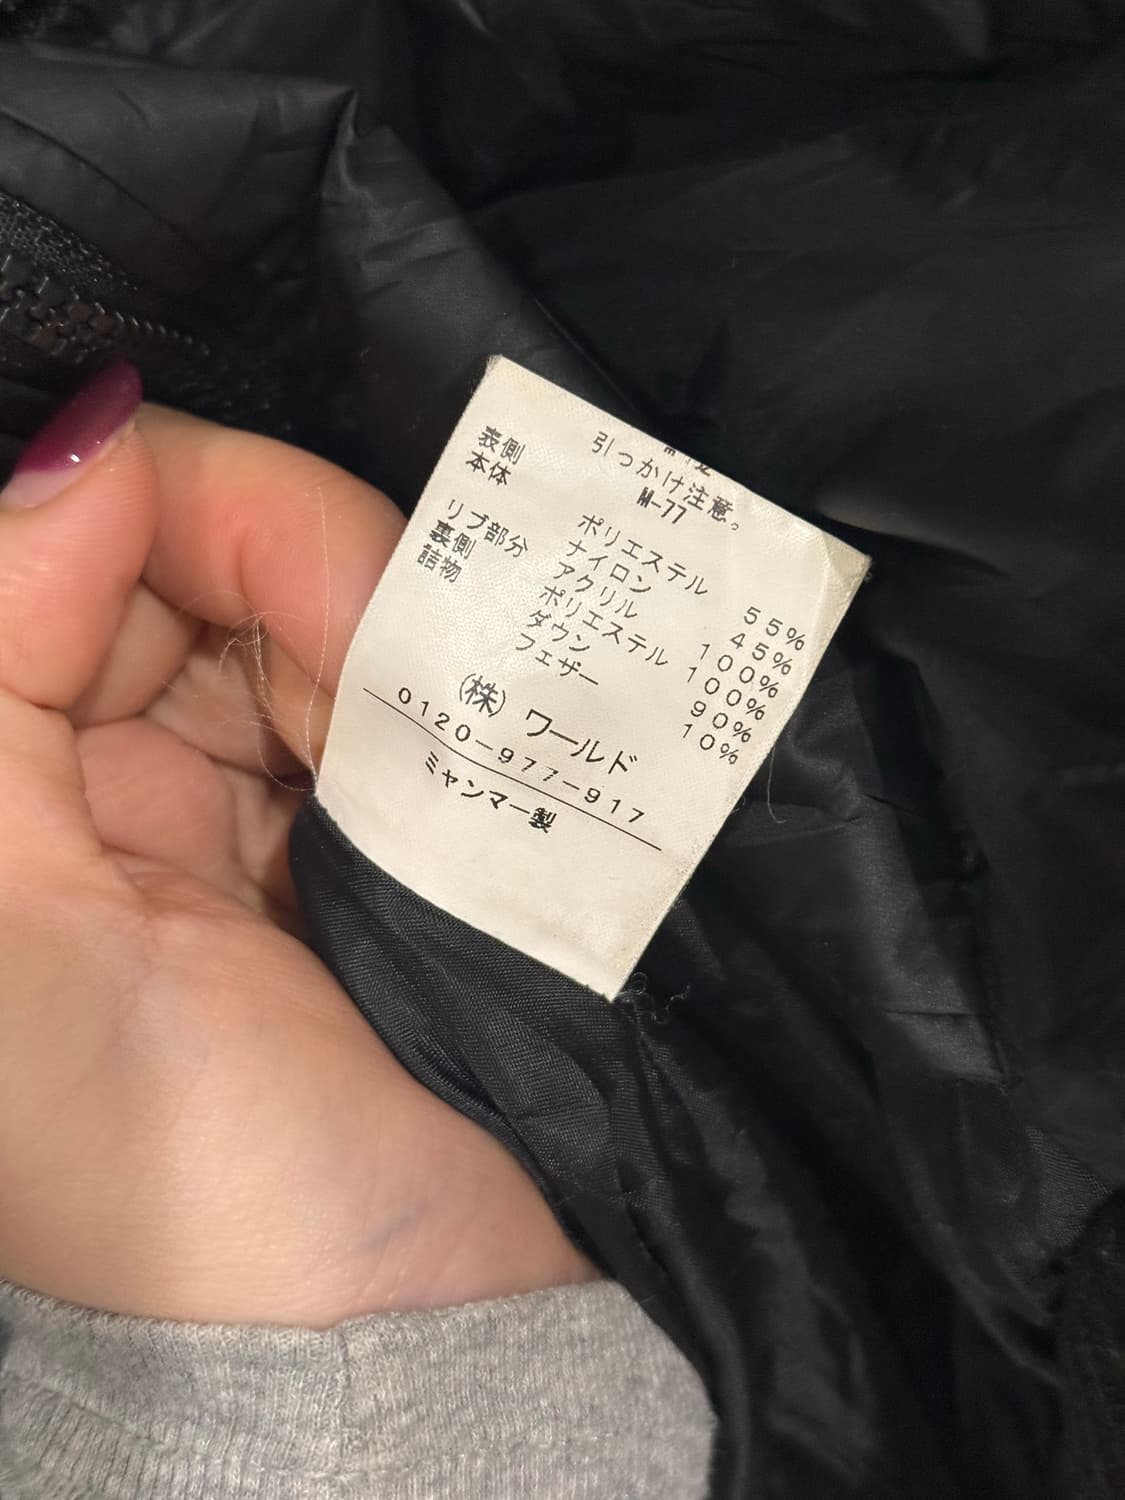 引っかけ注意。
M-77
表側
本体 ポリエステル 55%
ナイロン 45%
リブ部分 アクリル 100%
裏側 ポリエステル 100%
詰物 ダウン 90%
フェザー 10%
(株) ワールド
0120-977-917
ミャンマー製